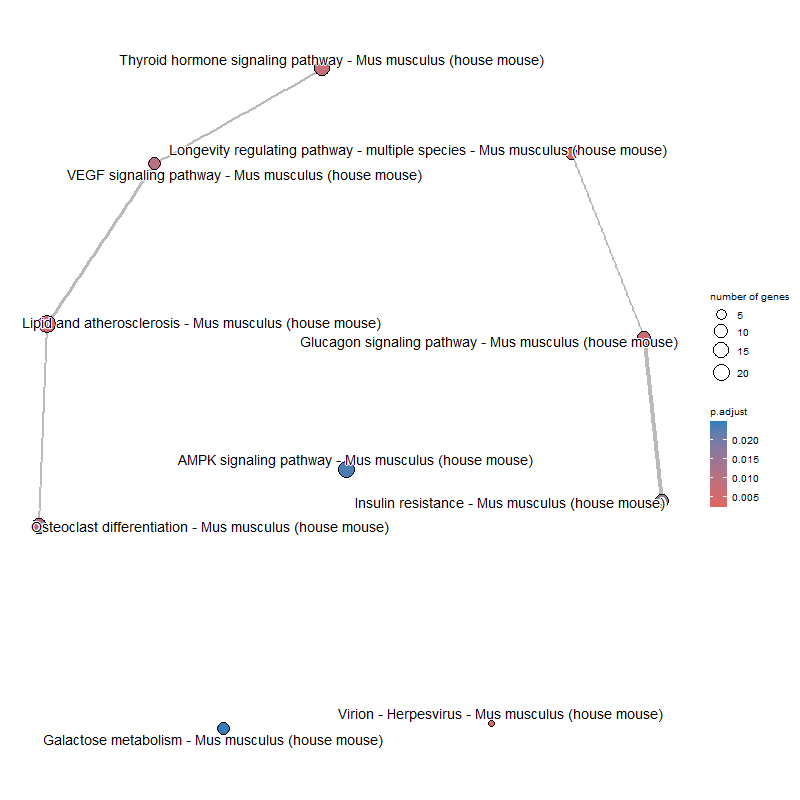 Thyroid hormone signaling pathway - Mus musculus (house mouse)
Longevity regulating pathway - multiple species - Mus musculus (house mouse)
VEGF signaling pathway - Mus musculus (house mouse)
number of genes
5
10
15
20
Lipid and atherosclerosis - Mus musculus (house mouse)
Glucagon signaling pathway - Mus musculus (house mouse)
p.adjust
0.020
0.015
0.010
0.005
AMPK signaling pathway - Mus musculus (house mouse)
Insulin resistance - Mus musculus (house mouse)
Osteoclast differentiation - Mus musculus (house mouse)
Virion - Herpesvirus - Mus musculus (house mouse)
Galactose metabolism - Mus musculus (house mouse)